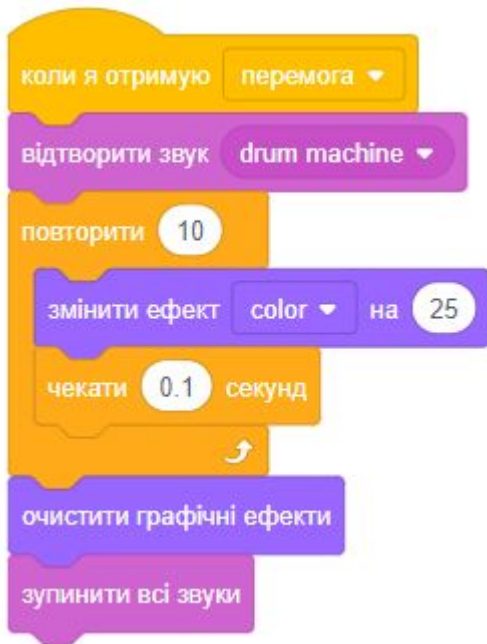 коли я отримую перемога
відтворити звук drum machine
повторити 10
змінити ефект color на 25
чекати 0.1 секунд
очистити графічні ефекти
зупинити всі звуки